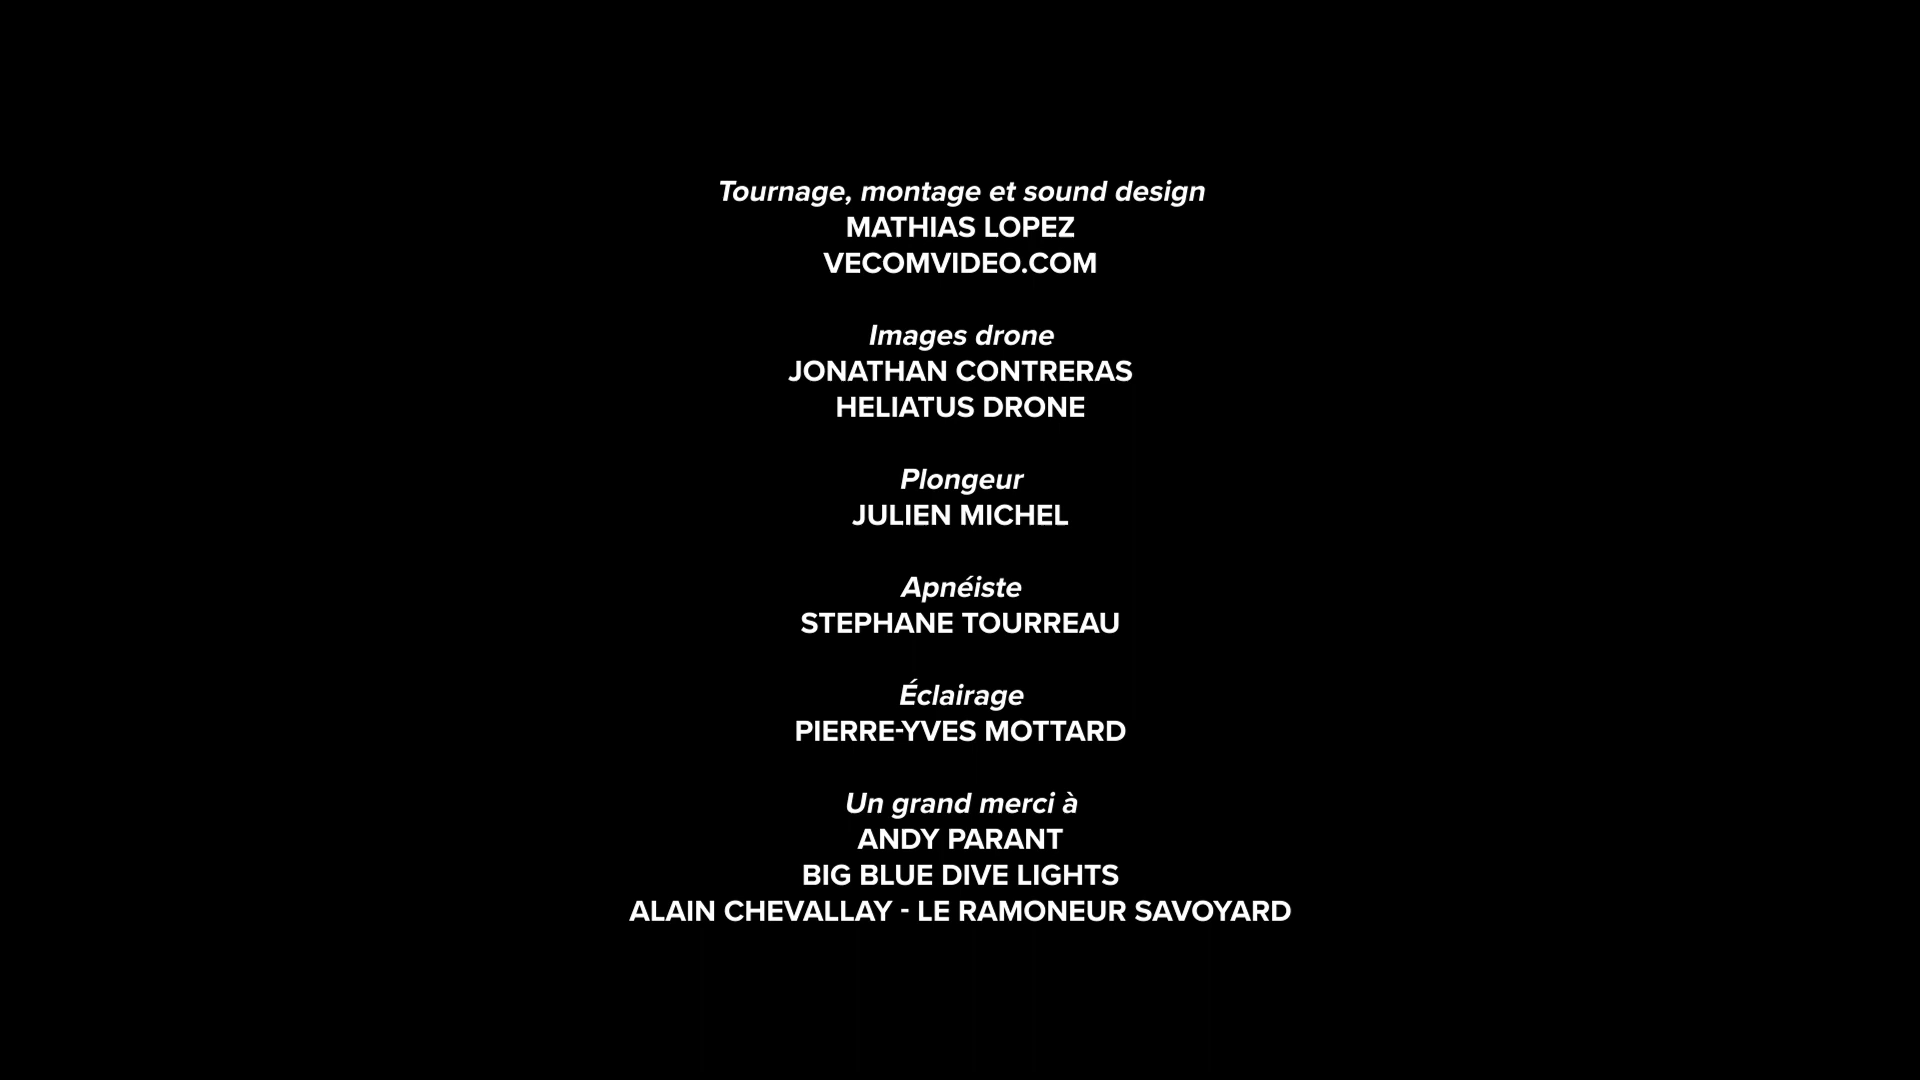 Tournage, montage et sound design
MATHIAS LOPEZ
VECOMVIDEO.COM
Images drone
JONATHAN CONTRERAS
HELIATUS DRONE
Plongeur
JULIEN MICHEL
Apnéiste
STEPHANE TOURREAU
Éclairage
PIERRE-YVES MOTTARD
Un grand merci à
ANDY PARANT
BIG BLUE DIVE LIGHTS
ALAIN CHEVALLAY - LE RAMONEUR SAVOYARD